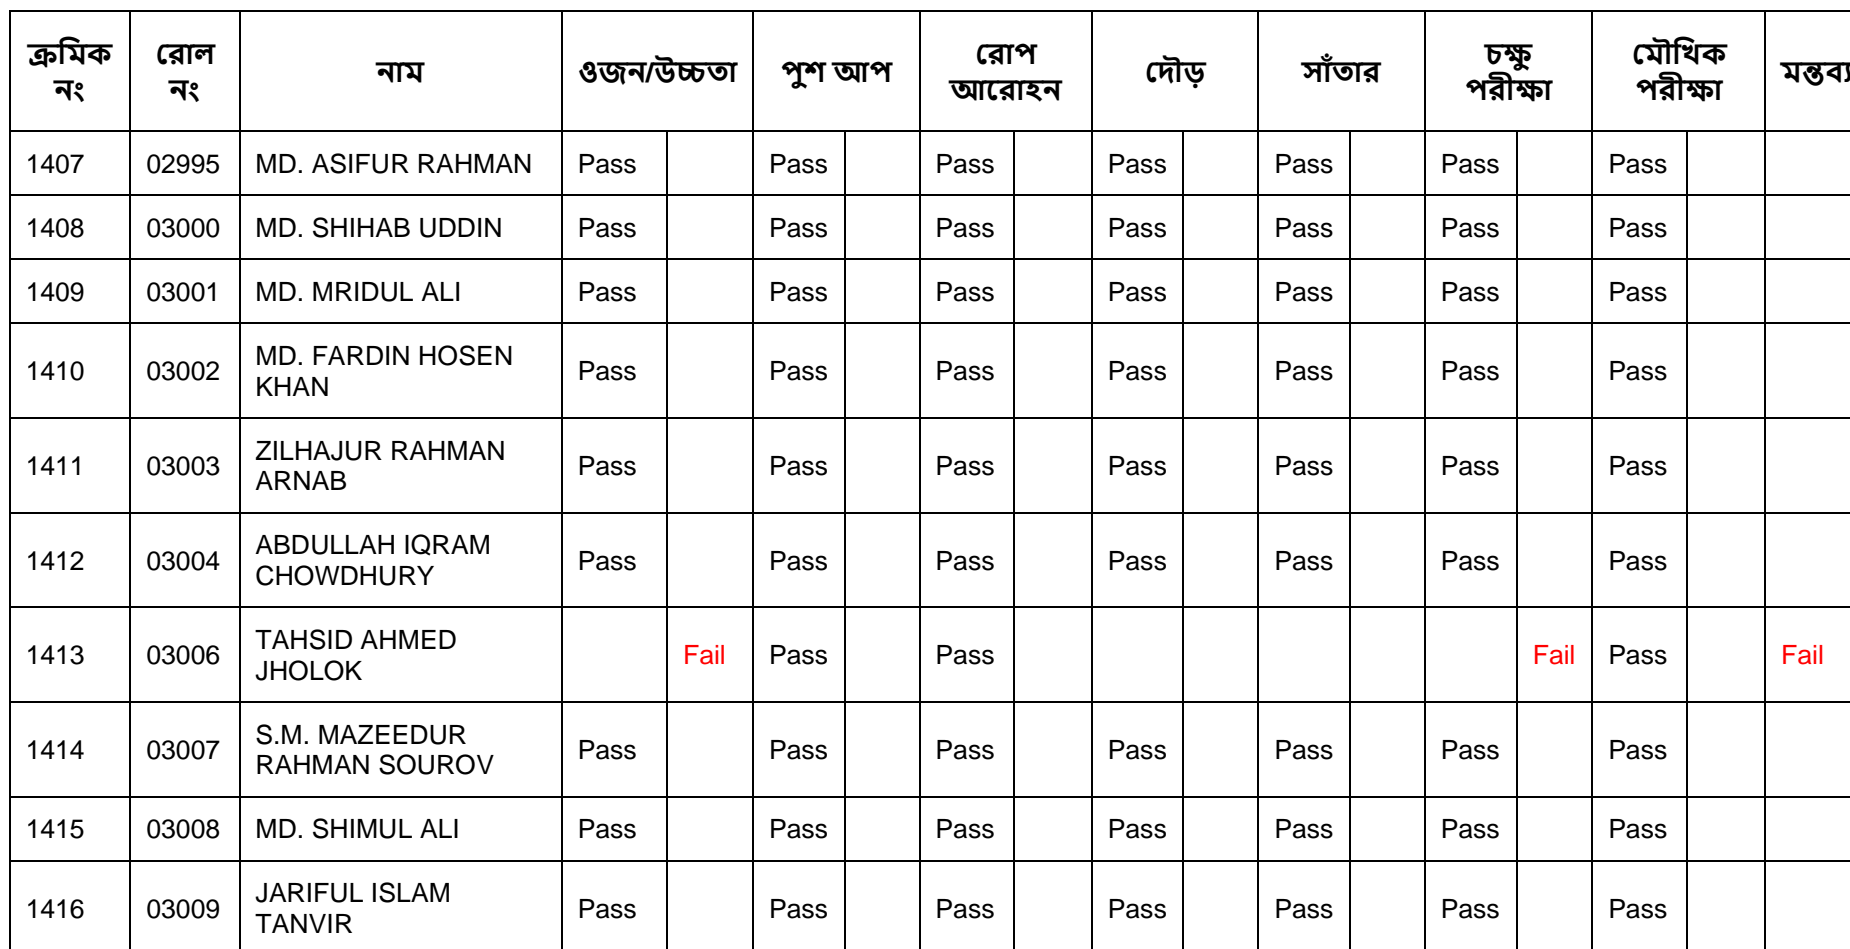 ক্রমিক নং রোল নং নাম ওজন/উচ্চতা পুশ আপ রোপ আরোহন দৌড় সাঁতার চক্ষু পরীক্ষা মৌখিক পরীক্ষা মন্তব্য
1407 02995 MD. ASIFUR RAHMAN Pass Pass Pass Pass Pass Pass Pass
1408 03000 MD. SHIHAB UDDIN Pass Pass Pass Pass Pass Pass Pass
1409 03001 MD. MRIDUL ALI Pass Pass Pass Pass Pass Pass Pass
1410 03002 MD. FARDIN HOSEN KHAN Pass Pass Pass Pass Pass Pass Pass
1411 03003 ZILHAJUR RAHMAN ARNAB Pass Pass Pass Pass Pass Pass Pass
1412 03004 ABDULLAH IQRAM CHOWDHURY Pass Pass Pass Pass Pass Pass Pass
1413 03006 TAHSID AHMED JHOLOK Fail Pass Pass Fail Pass Fail
1414 03007 S.M. MAZEEDUR RAHMAN SOUROV Pass Pass Pass Pass Pass Pass Pass
1415 03008 MD. SHIMUL ALI Pass Pass Pass Pass Pass Pass Pass
1416 03009 JARIFUL ISLAM TANVIR Pass Pass Pass Pass Pass Pass Pass